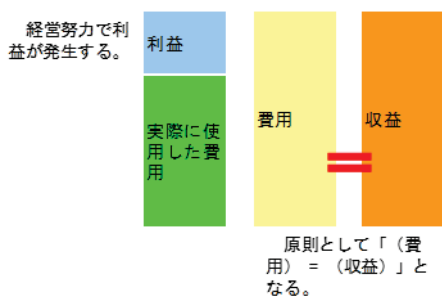 経営努力で利
益が発生する。
利益
実際に使
用した費
用
費用
収益
原則として「（費
用） = （収益）」と
なる。